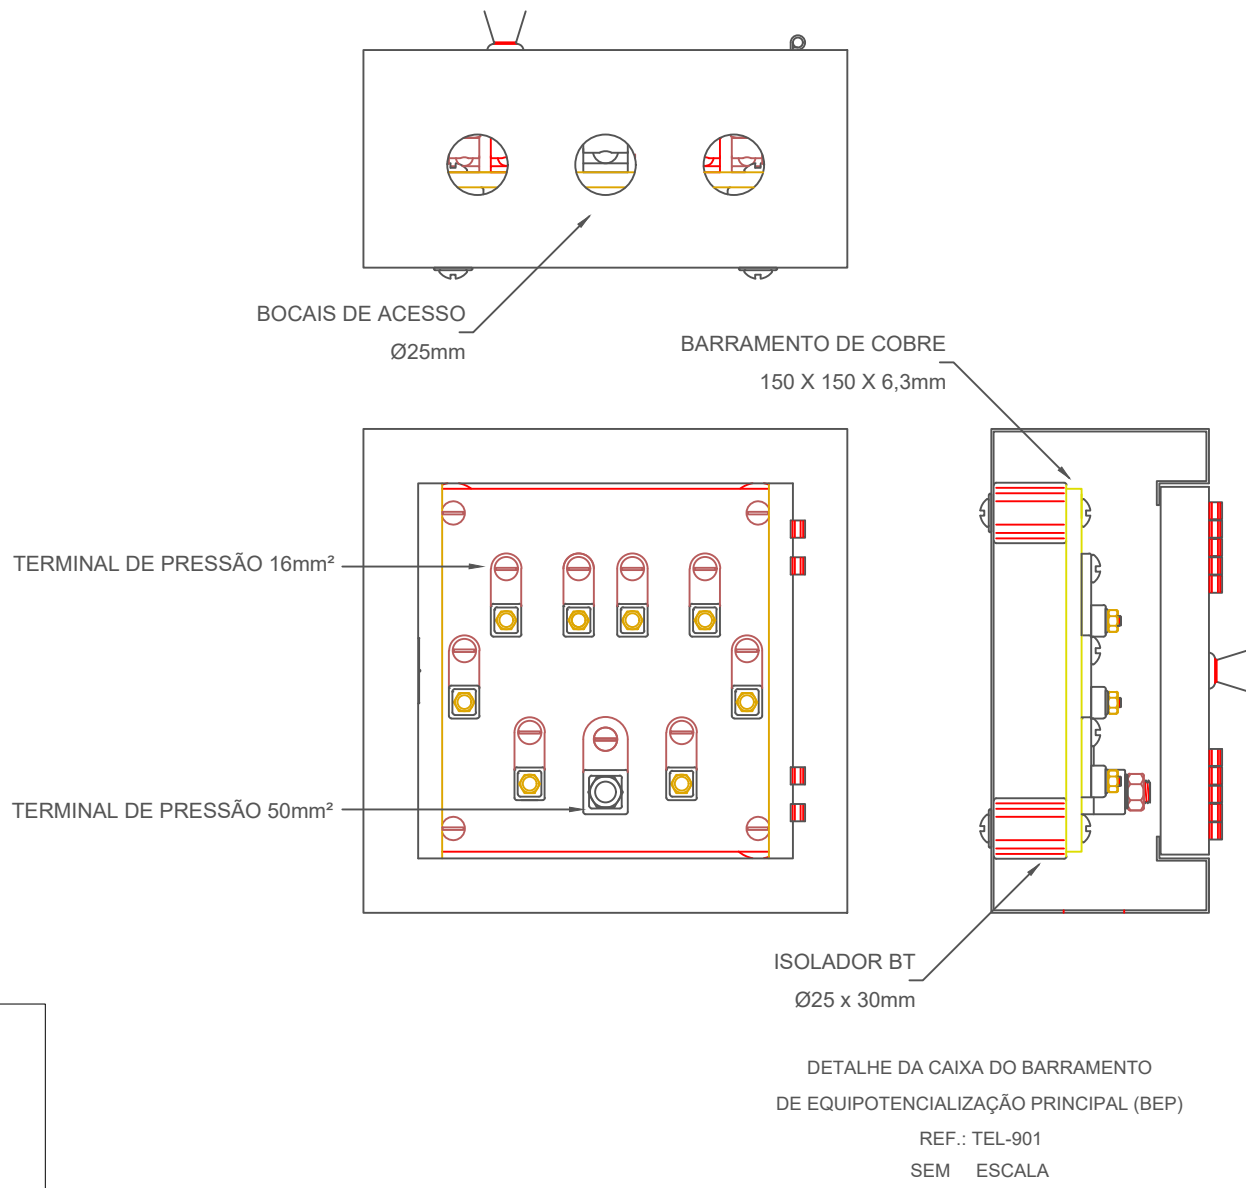 BOCAIS DE ACESSO
Ø25mm
BARRAMENTO DE COBRE
150 X 150 X 6,3mm
TERMINAL DE PRESSÃO 16mm²
TERMINAL DE PRESSÃO 50mm²
ISOLADOR BT
Ø25 x 30mm
DETALHE DA CAIXA DO BARRAMENTO
DE EQUIPOTENCIALIZAÇÃO PRINCIPAL (BEP)
REF.: TEL-901
SEM ESCALA